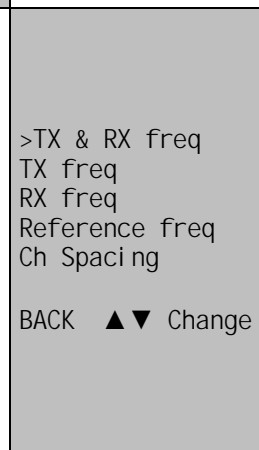 >TX & RX freq
TX freq
RX freq
Reference freq
Ch Spacing
BACK ▲▼ Change